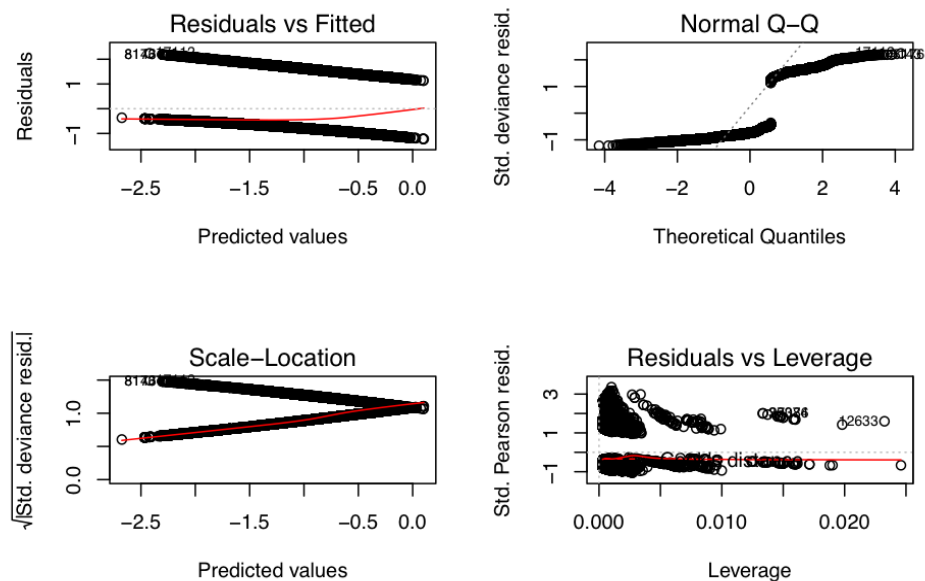 Residuals vs Fitted
Residuals
1
−1
−2.5
−1.5
−0.5
0.0
Predicted values
Normal Q−Q
Std. deviance resid.
1
−1
−4
−2
0
2
4
Theoretical Quantiles
Scale−Location
√|Std. deviance resid.|
1.0
0.0
−2.5
−1.5
−0.5
0.0
Predicted values
Residuals vs Leverage
Std. Pearson resid.
3
1
−1
12633
0.000
0.010
0.020
Leverage